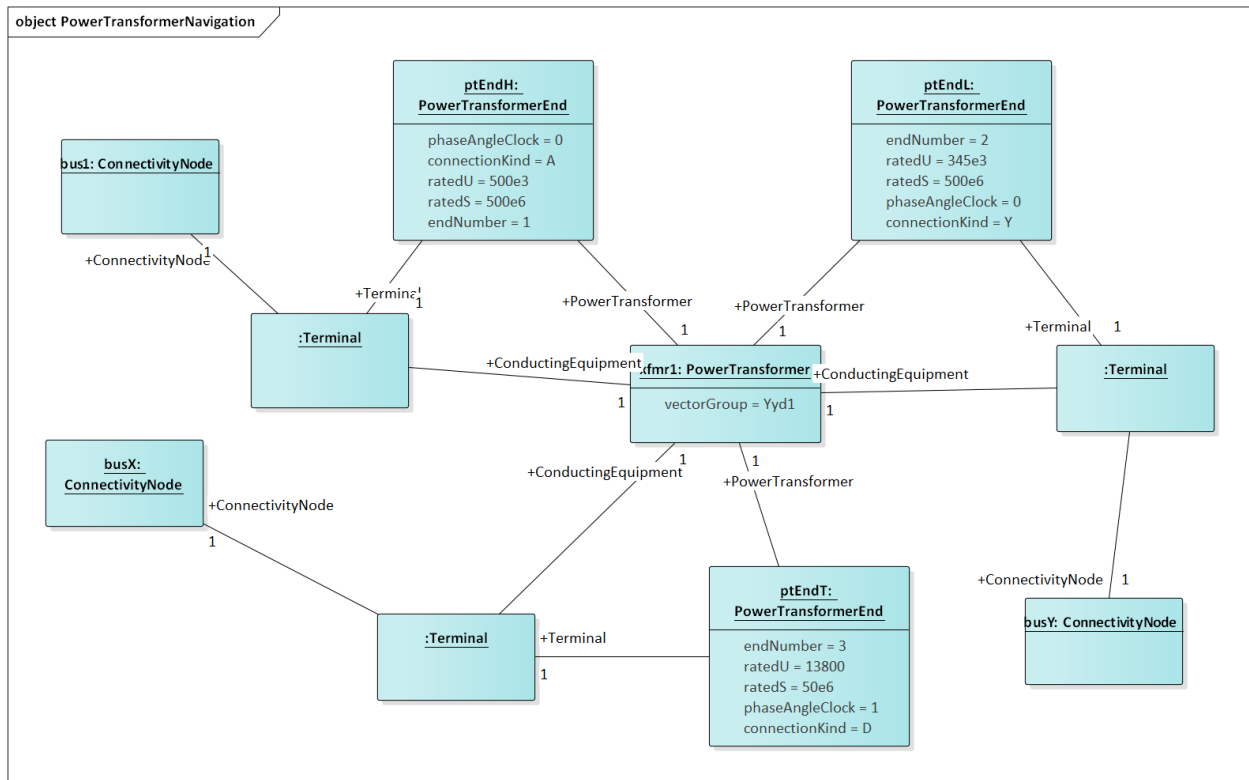 object PowerTransformerNavigation
ptEndH:
PowerTransformerEnd
phaseAngleClock = 0
connectionKind = A
ratedU = 500e3
ratedS = 500e6
endNumber = 1
ptEndL:
PowerTransformerEnd
endNumber = 2
ratedU = 345e3
ratedS = 500e6
phaseAngleClock = 0
connectionKind = Y
bus1: ConnectivityNode
1
+ConnectivityNode
+Terminal
1
+PowerTransformer
1
+PowerTransformer
1
+Terminal
1
:Terminal
+ConductingEquipment
1
xfmr1: PowerTransformer
vectorGroup = Yyd1
+ConductingEquipment
1
:Terminal
busX:
ConnectivityNode
+ConnectivityNode
1
+ConductingEquipment
1
1
+PowerTransformer
+ConnectivityNode
1
:Terminal
+Terminal
1
ptEndT:
PowerTransformerEnd
endNumber = 3
ratedU = 13800
ratedS = 50e6
phaseAngleClock = 1
connectionKind = D
busY: ConnectivityNode